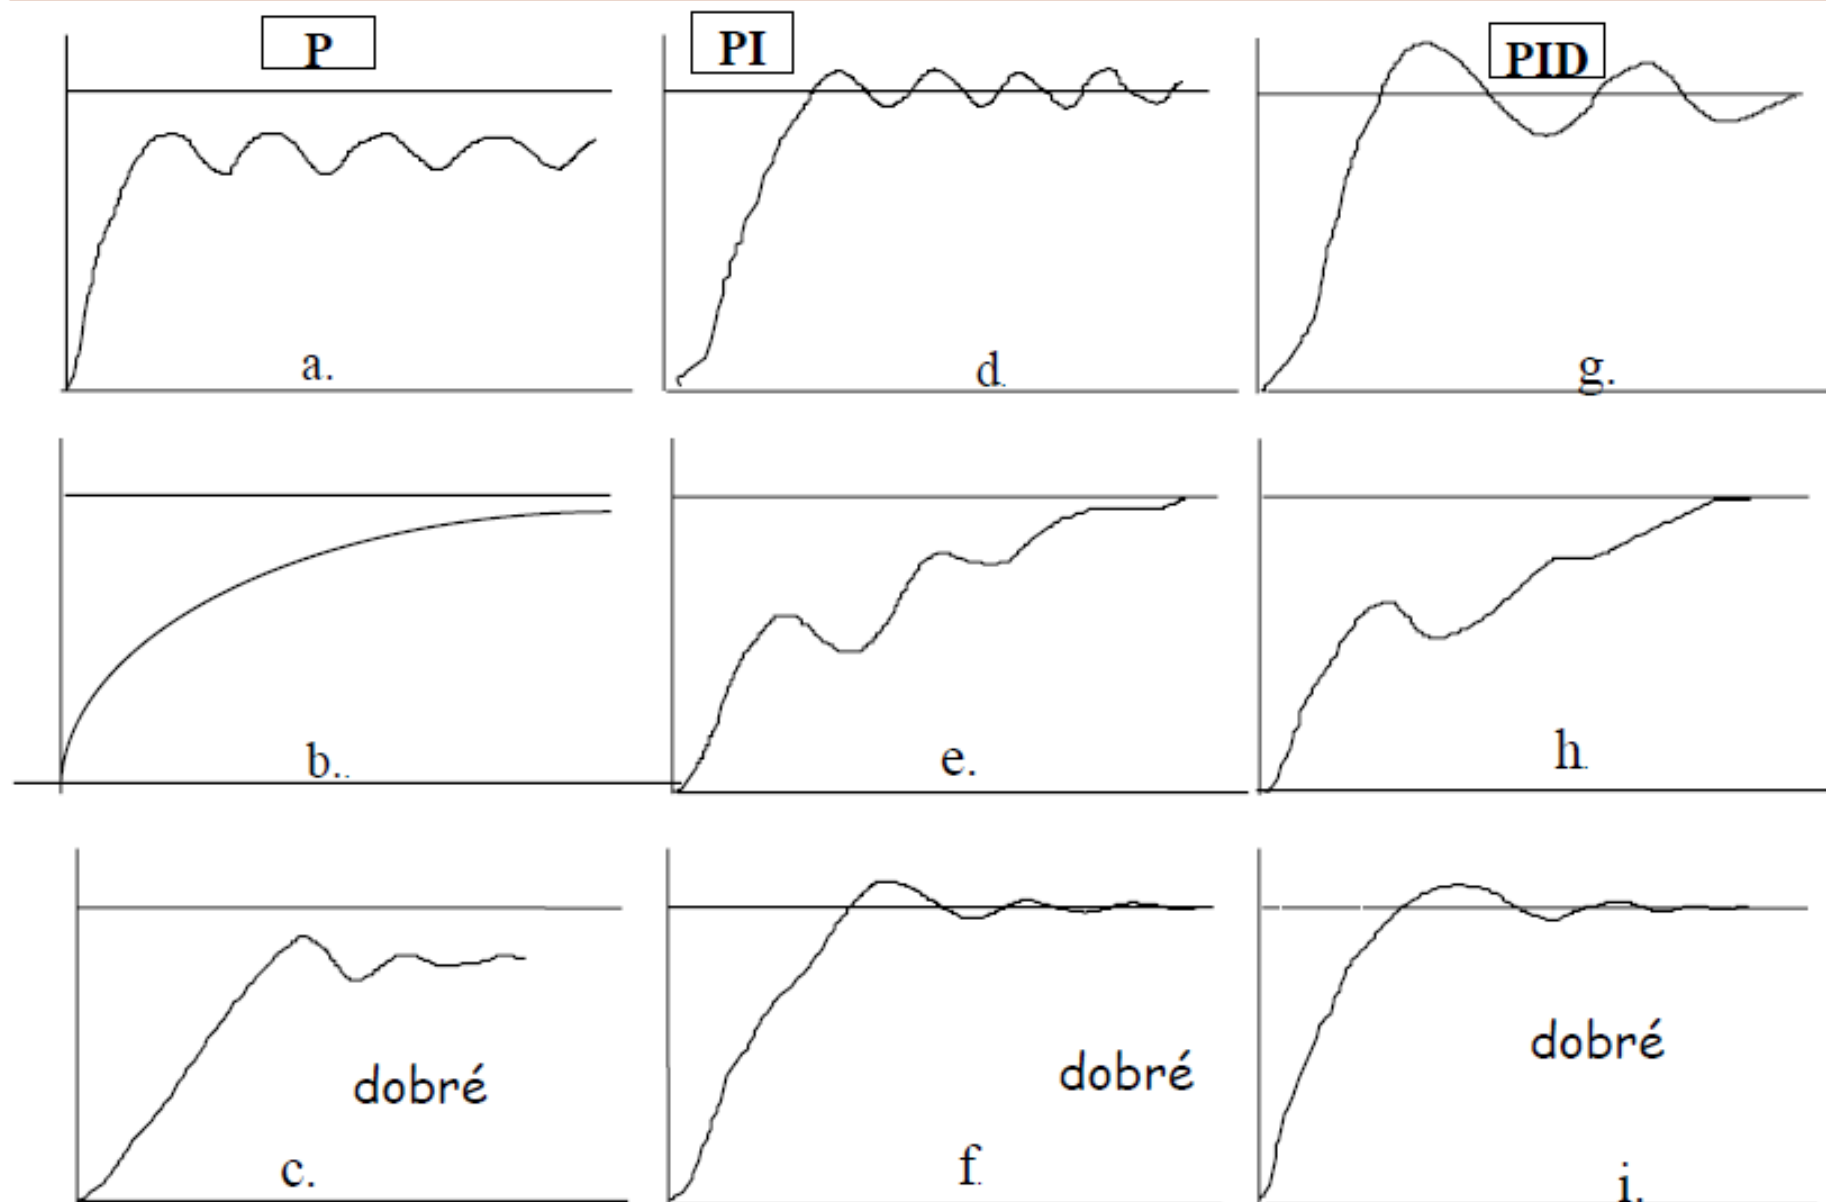 P
PI
PID
a.
d.
g.
b..
e.
h.
dobré
dobré
dobré
c.
f.
i.